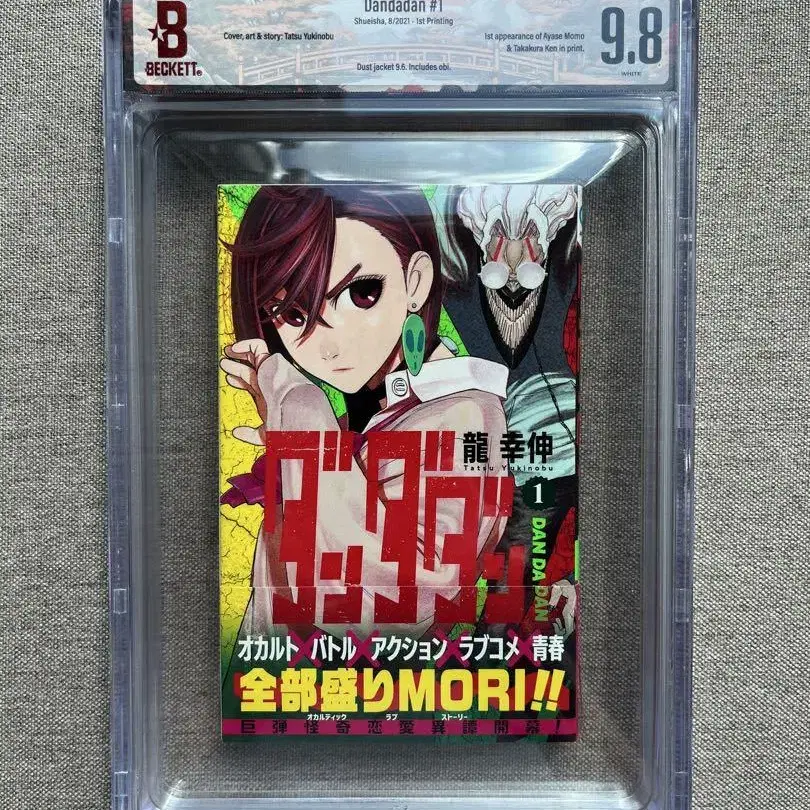 Dandadan #1
Shueisha, 8/2021 - 1st Printing
B
BECKETT®
Cover, art & story: Tatsu Yukinobu
1st appearance of Ayase Momo
& Takakura Ken in print.
Dust jacket 9.6. Includes obi.
9.8
WHITE
龍 幸伸
Tatsu Yukinobu
1
ダンダダン
DAN DA DAN
オカルト×バトル×アクション×ラブコメ×青春
全部盛りMORI!!
オカルティック ラブ ストーリー
巨弾怪奇恋愛異譚開幕!